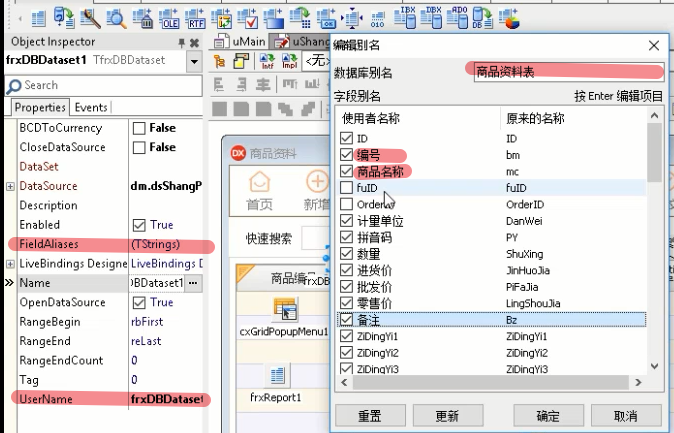 IBX
IBX
ADO
OLE
RTF
DB
Object Inspector
frxDBDataset1 TfrxDBDataset
Search
Properties
Events
BCDToCurrency
False
CloseDataSource
False
DataSet
DataSource
dm.dsShangP
Description
Enabled
True
FieldAliases
(TStrings)
LiveBindings Designe
LiveBindings D
Name
DBDataset1
OpenDataSource
True
RangeBegin
rbFirst
RangeEnd
reLast
RangeEndCount
0
Tag
0
UserName
frxDBDataset
uMain
uShang
Intf
Impl
<无>
商品资料
首页
新增
快速搜索
商品编号
frxDB
cxGridPopupMenu1
frxReport1
编辑别名
数据库别名
商品资料表
字段别名
按 Enter 编辑项目
使用者名称
原来的名称
ID
ID
编号
bm
商品名称
mc
fuID
fuID
OrderID
计量单位
DanWei
拼音码
PY
数量
ShuXing
进货价
JinHuoJia
批发价
PiFaJia
零售价
LingShouJia
备注
Bz
ZiDingYi1
ZiDingYi1
ZiDingYi2
ZiDingYi2
ZiDingYi3
ZiDingYi3
重置
更新
确定
取消